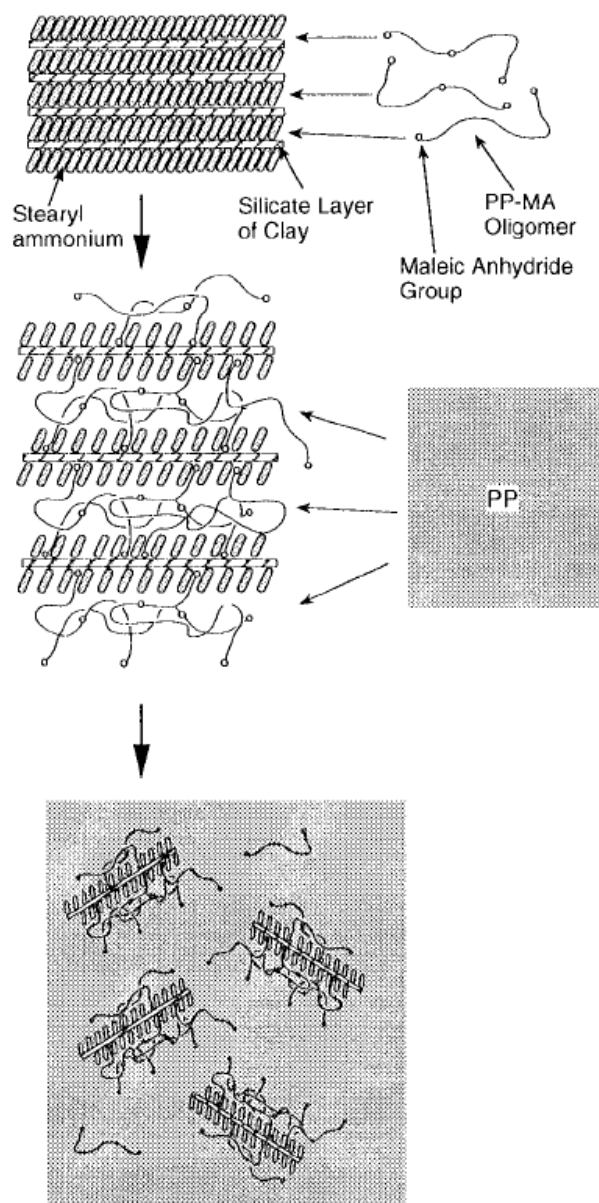 Stearyl
ammonium
Silicate Layer
of Clay
PP-MA
Oligomer
Maleic Anhydride
Group
PP